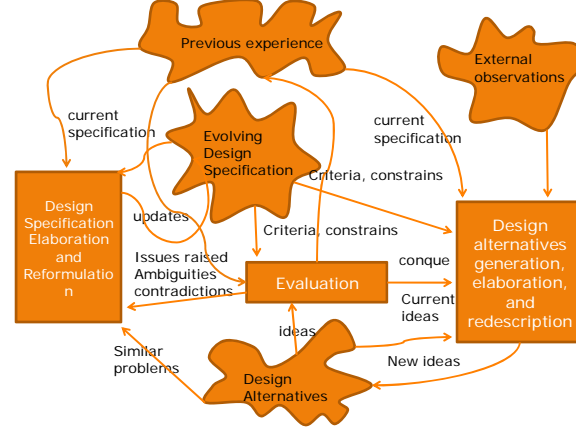 Previous experience
External
observations
current
specification
current
specification
Evolving
Design
Specification
Criteria, constrains
Design
Specification
Elaboration
and
Reformulatio
n
updates
Criteria, constrains
Design
alternatives
generation,
elaboration,
and
redescription
Issues raised
Ambiguities
contradictions
Evaluation
conque
Current
ideas
ideas
Similar
problems
New ideas
Design
Alternatives